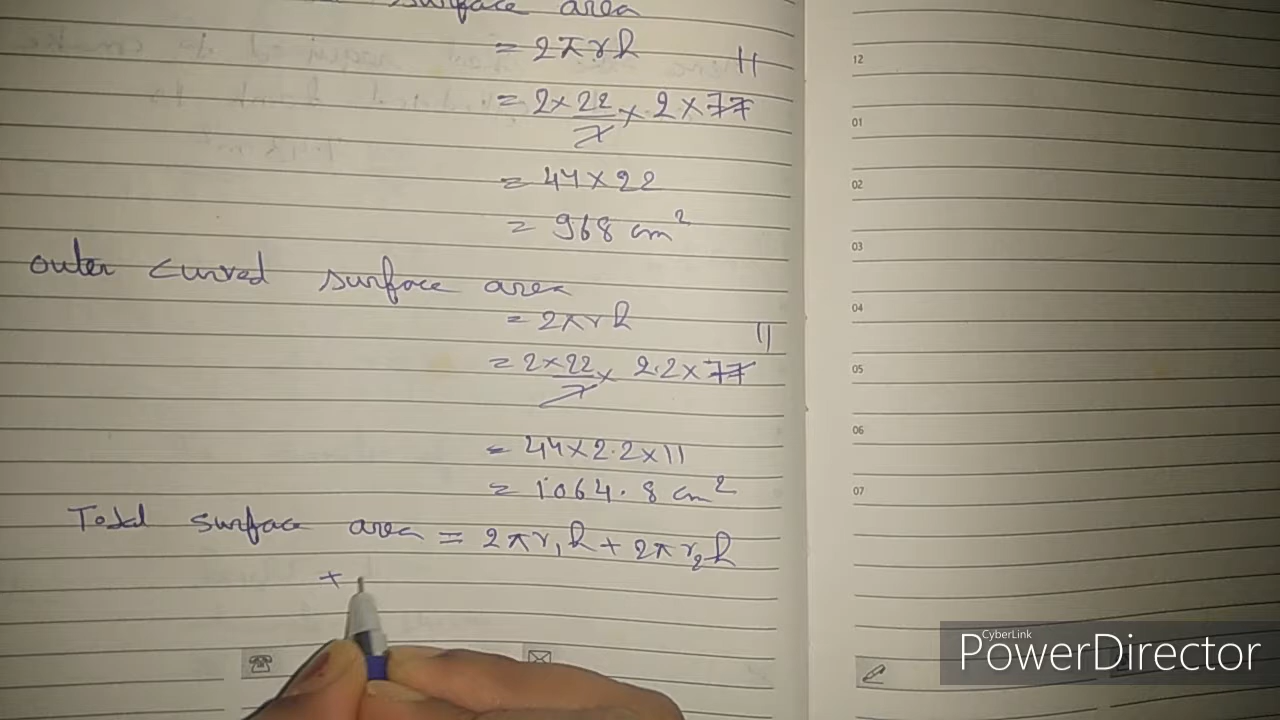 surface area
= 2πrh
11
= 2 × 22/7 × 2 × 77
= 44 × 22
= 968 cm²
outer curved surface area
= 2πrh
11
= 2 × 22/7 × 2.2 × 77
= 44 × 2.2 × 11
= 1064.8 cm²
Total surface area = 2πr₁h + 2πr₂h
+
12
01
02
03
04
05
06
07
CyberLink
PowerDirector